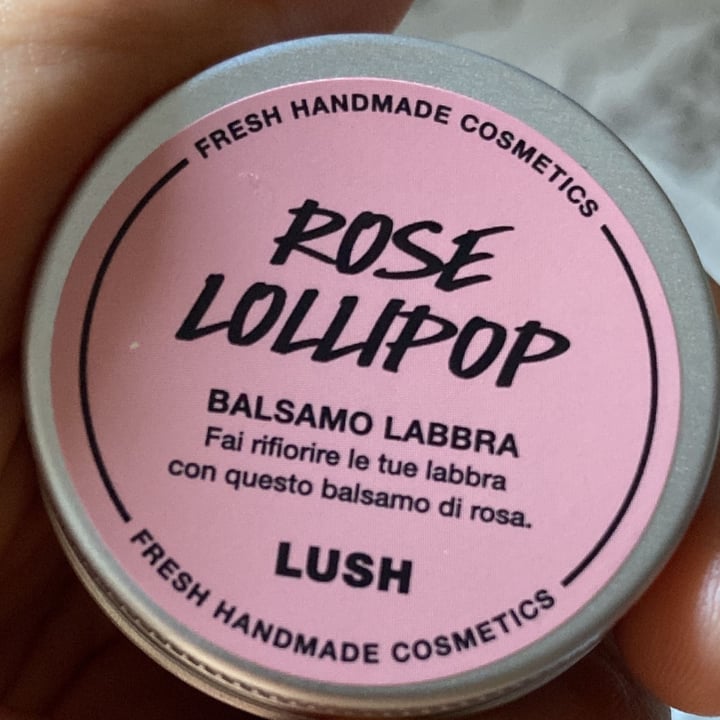 FRESH HANDMADE COSMETICS
ROSE
LOLLIPOP
BALSAMO LABBRA
Fai rifiorire le tue labbra
con questo balsamo di rosa.
LUSH
FRESH HANDMADE COSMETICS